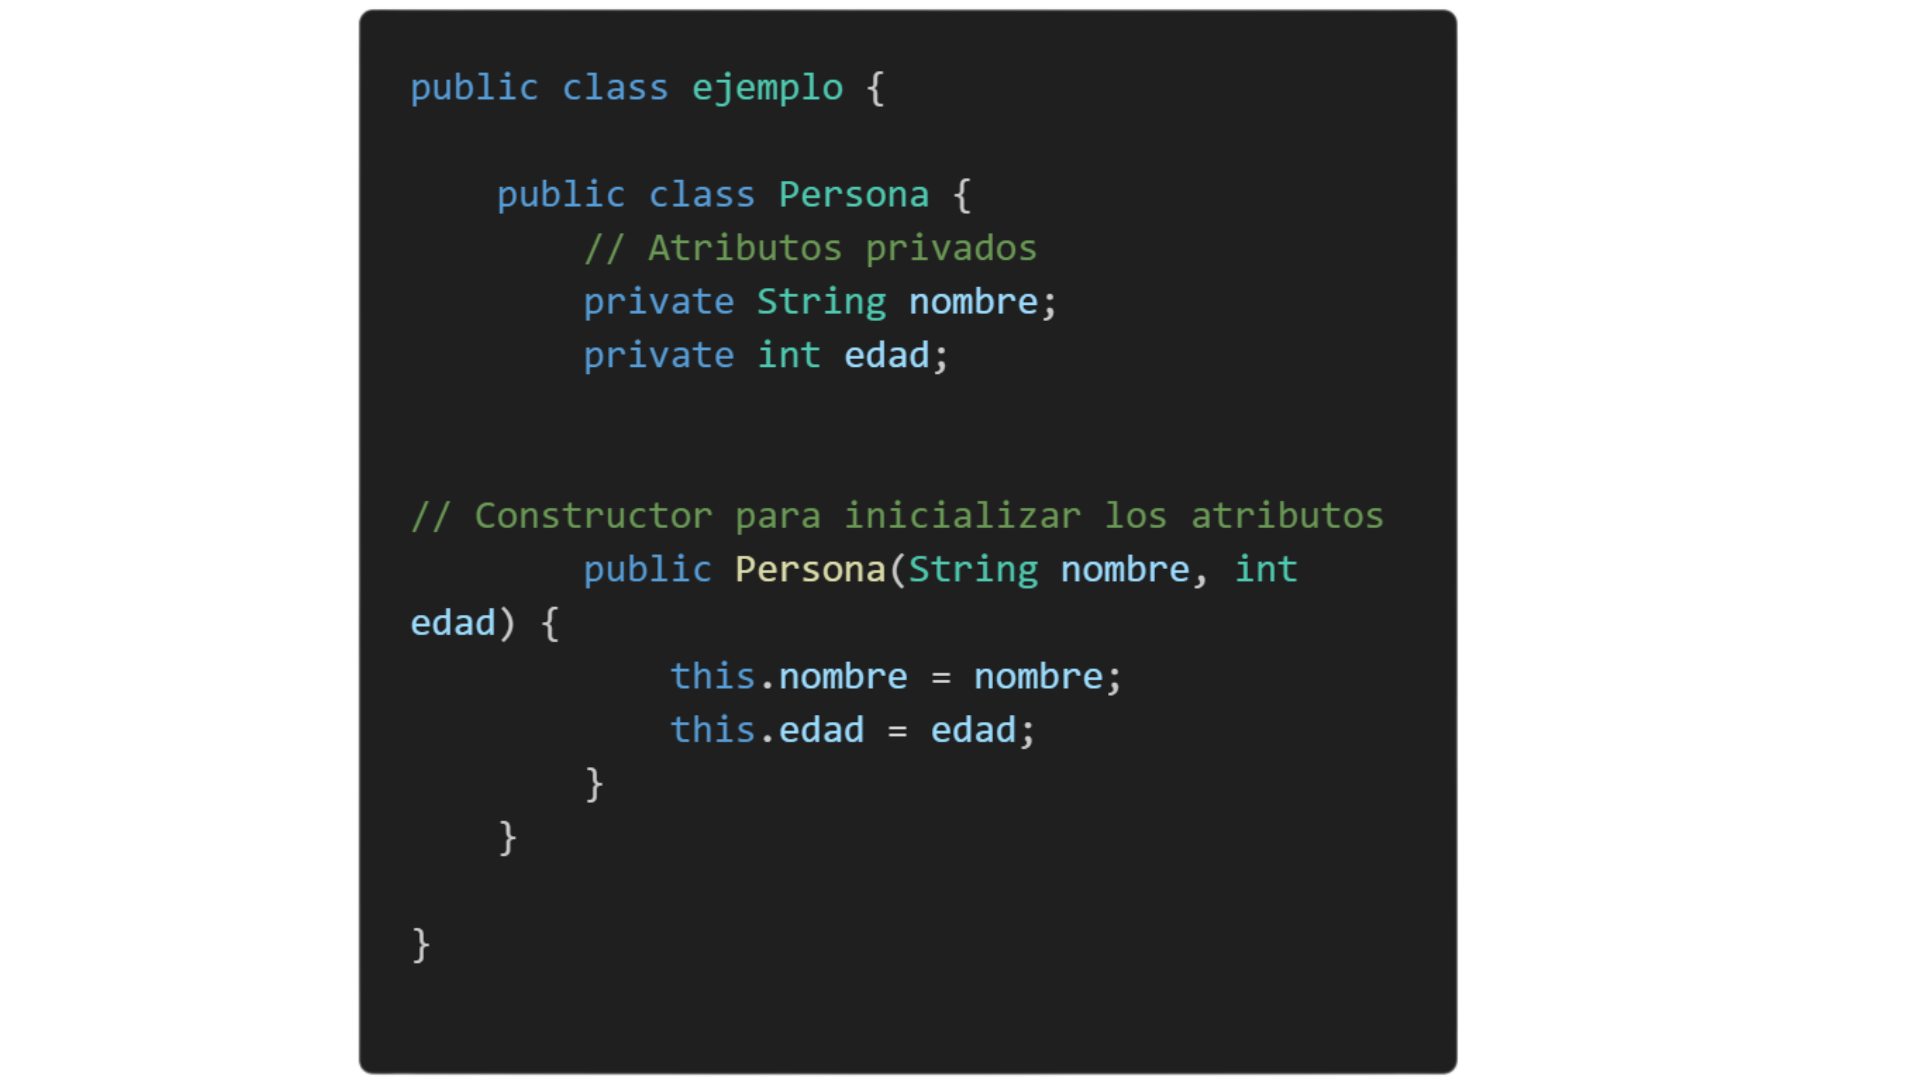 public class ejemplo {
public class Persona {
// Atributos privados
private String nombre;
private int edad;
// Constructor para inicializar los atributos
public Persona(String nombre, int
edad) {
this.nombre = nombre;
this.edad = edad;
}
}
}